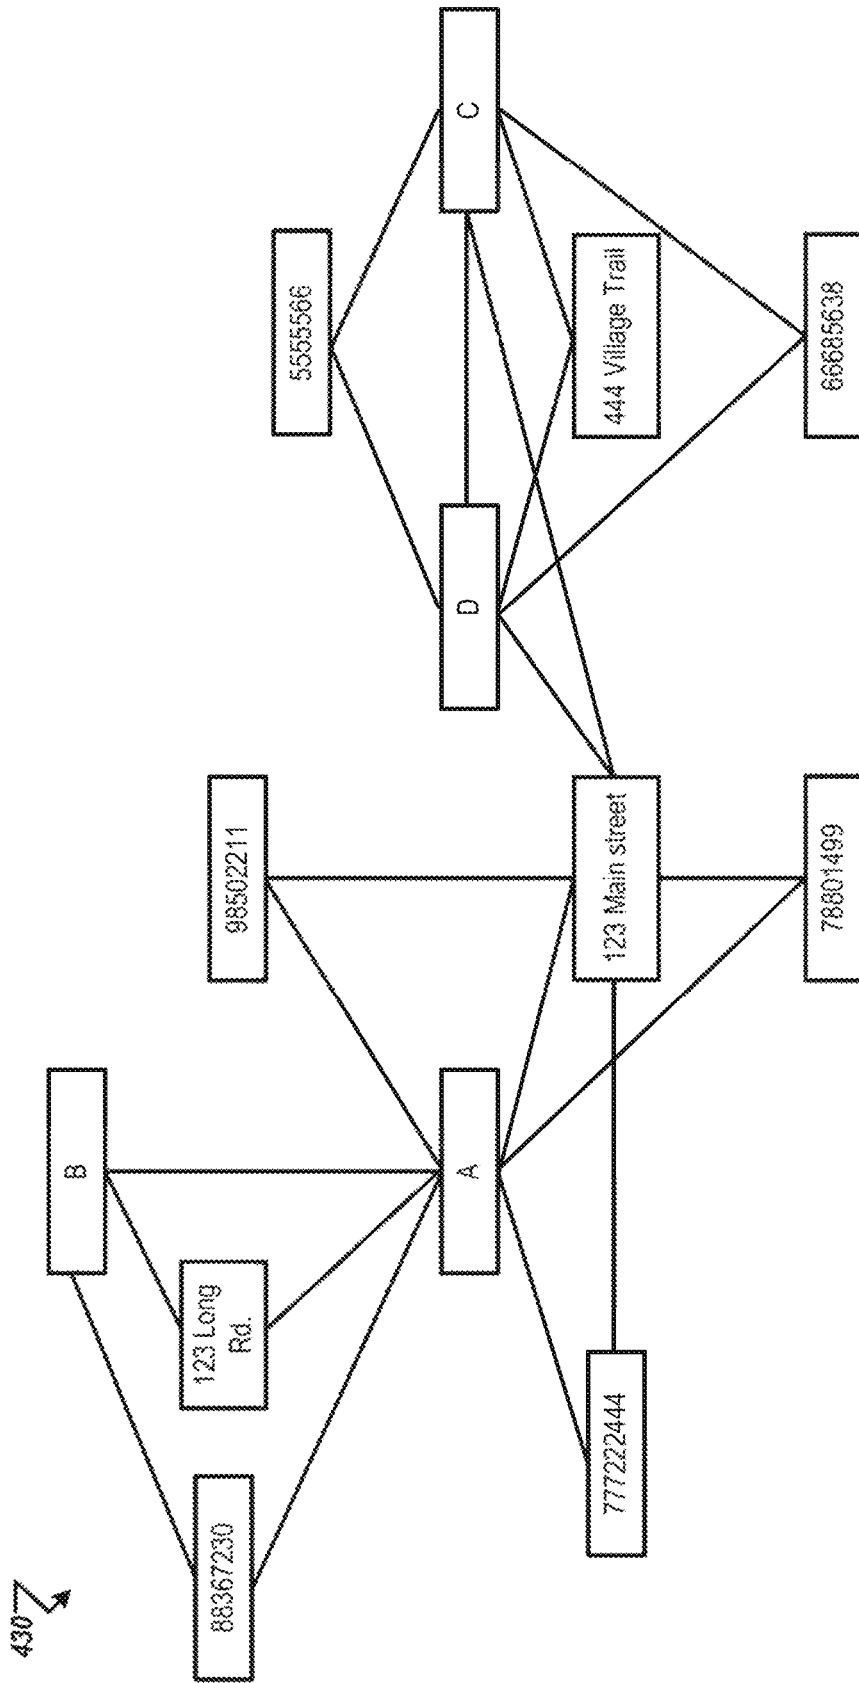 430
88367230
123 Long
Rd.
B
777222444
A
98502211
123 Main street
78801499
D
5555566
444 Village Trail
66685638
C